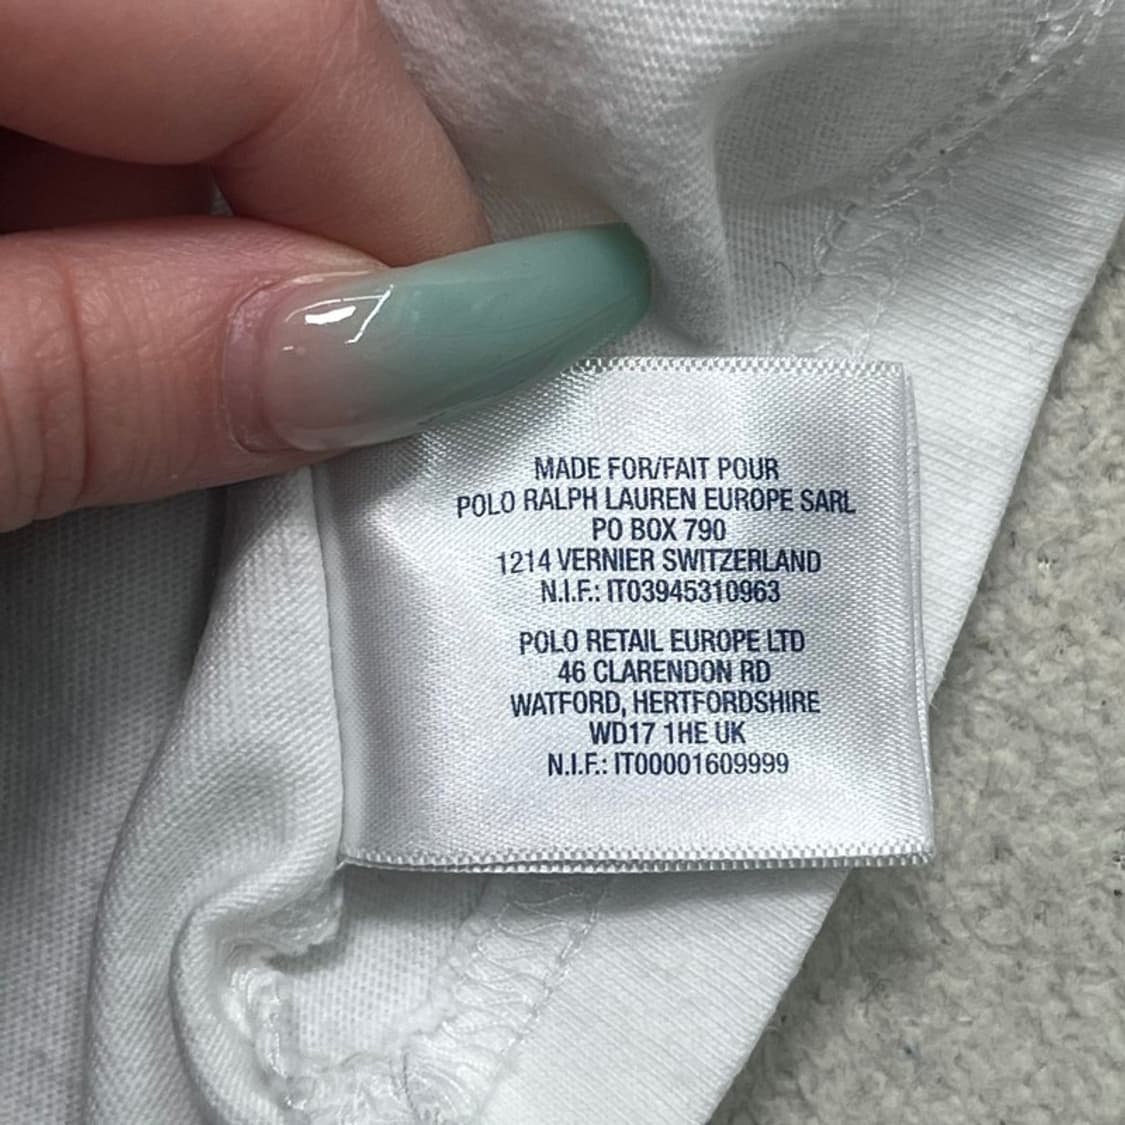 MADE FOR/FAIT POUR
POLO RALPH LAUREN EUROPE SARL
PO BOX 790
1214 VERNIER SWITZERLAND
N.I.F.: IT03945310963
POLO RETAIL EUROPE LTD
46 CLARENDON RD
WATFORD, HERTFORDSHIRE
WD17 1HE UK
N.I.F.: IT00001609999